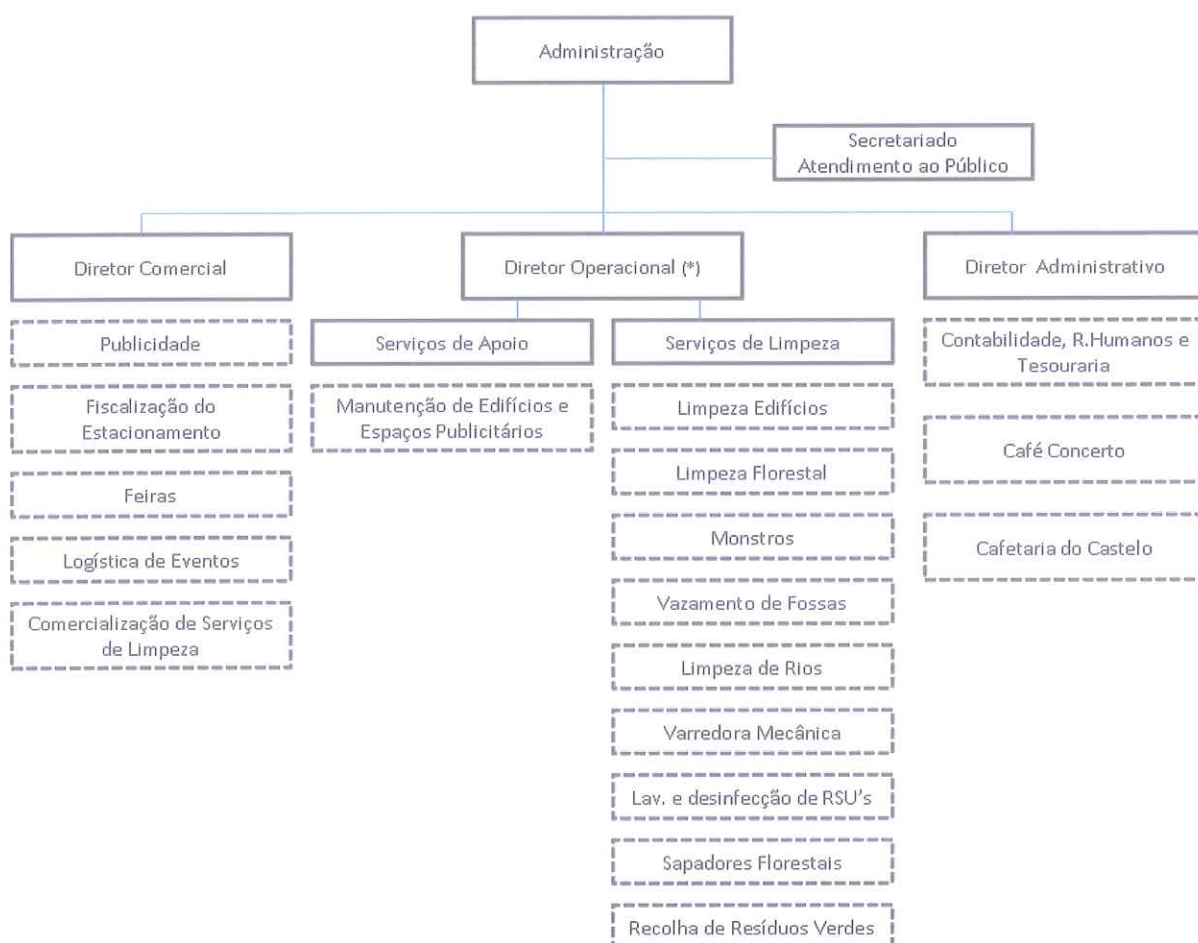 Administração
Secretariado
Atendimento ao Público
Diretor Comercial
Diretor Operacional (*)
Diretor Administrativo
Publicidade
Fiscalização do
Estacionamento
Feiras
Logística de Eventos
Comercialização de Serviços
de Limpeza
Serviços de Apoio
Manutenção de Edifícios e
Espaços Publicitários
Serviços de Limpeza
Limpeza Edifícios
Limpeza Florestal
Monstros
Vazamento de Fossas
Limpeza de Rios
Varredora Mecânica
Lav. e desinfecção de RSU's
Sapadores Florestais
Recolha de Resíduos Verdes
Contabilidade, R.Humanos e
Tesouraria
Café Concerto
Cafetaria do Castelo